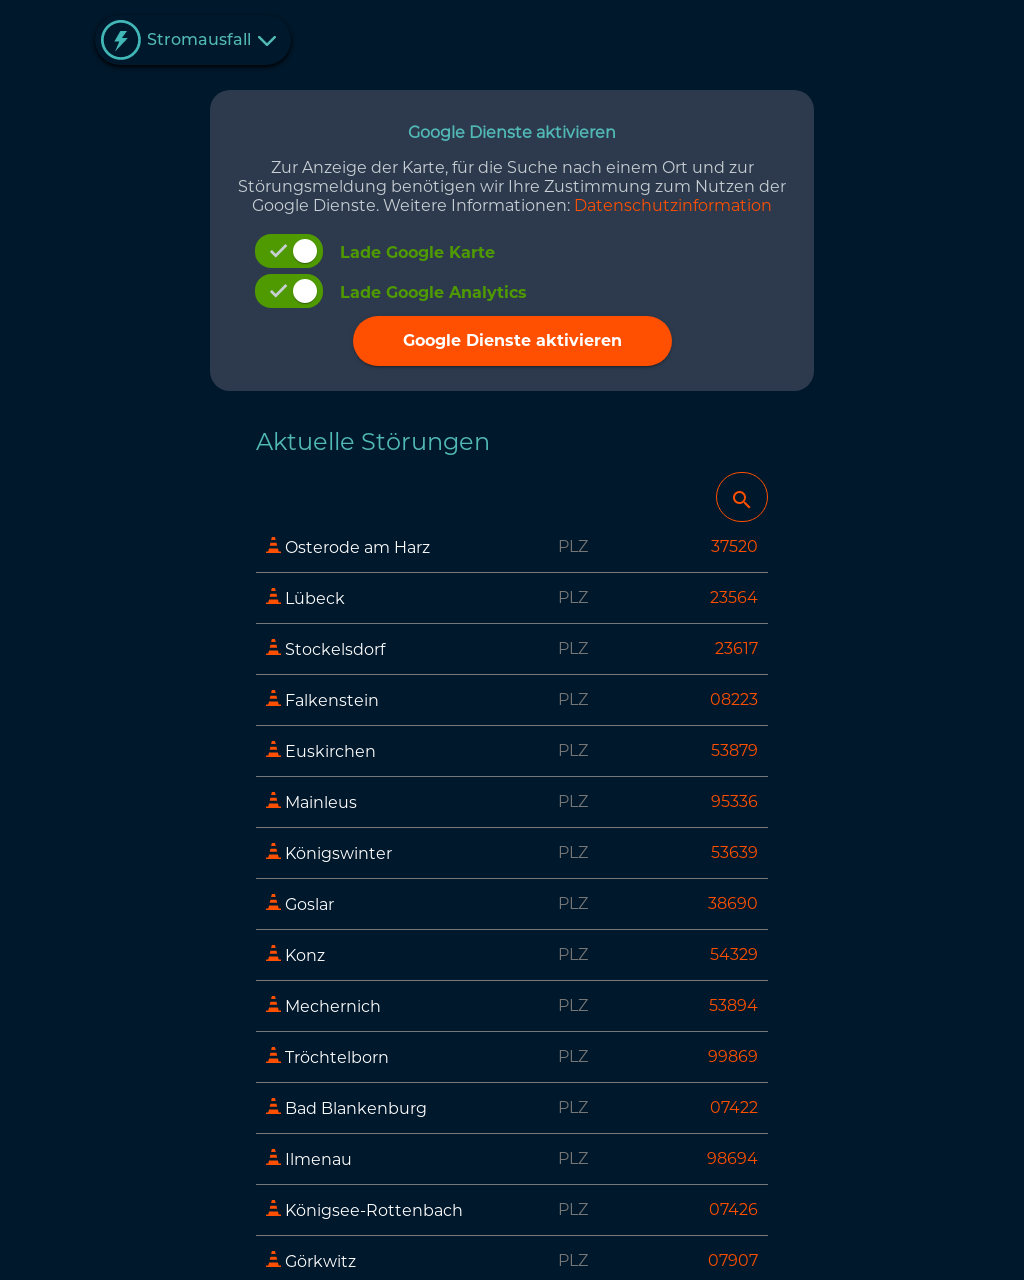 Stromausfall
Google Dienste aktivieren
Zur Anzeige der Karte, für die Suche nach einem Ort und zur
Störungsmeldung benötigen wir Ihre Zustimmung zum Nutzen der
Google Dienste. Weitere Informationen: Datenschutzinformation
Lade Google Karte
Lade Google Analytics
Google Dienste aktivieren
Aktuelle Störungen
Osterode am Harz PLZ 37520
Lübeck PLZ 23564
Stockelsdorf PLZ 23617
Falkenstein PLZ 08223
Euskirchen PLZ 53879
Mainleus PLZ 95336
Königswinter PLZ 53639
Goslar PLZ 38690
Konz PLZ 54329
Mechernich PLZ 53894
Tröchtelborn PLZ 99869
Bad Blankenburg PLZ 07422
Ilmenau PLZ 98694
Königsee-Rottenbach PLZ 07426
Görkwitz PLZ 07907